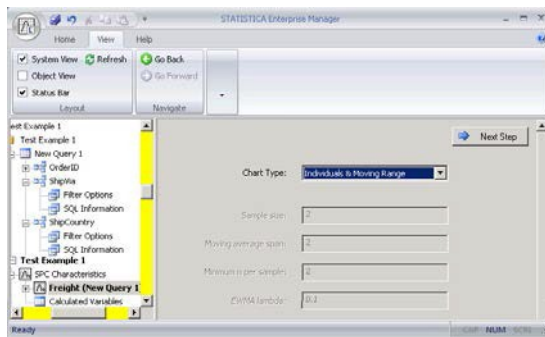 STATISTICA Enterprise Manager
Home View Help
System View Refresh
Object View
Status Bar
Layout
Go Back
Go Forward
Navigate
est Example 1
Test Example 1
New Query 1
OrderID
ShipVia
Filter Options
SQL Information
ShipCountry
Filter Options
SQL Information
Test Example 1
SPC Characteristics
Freight (New Query 1
Calculated Variables
Next Step
Chart Type: Individuals & Moving Range
Sample size: 2
Moving average span: 2
Minimum n per sample: 2
EWMA lambda: 0.1
Ready
CAP NUM SCRL